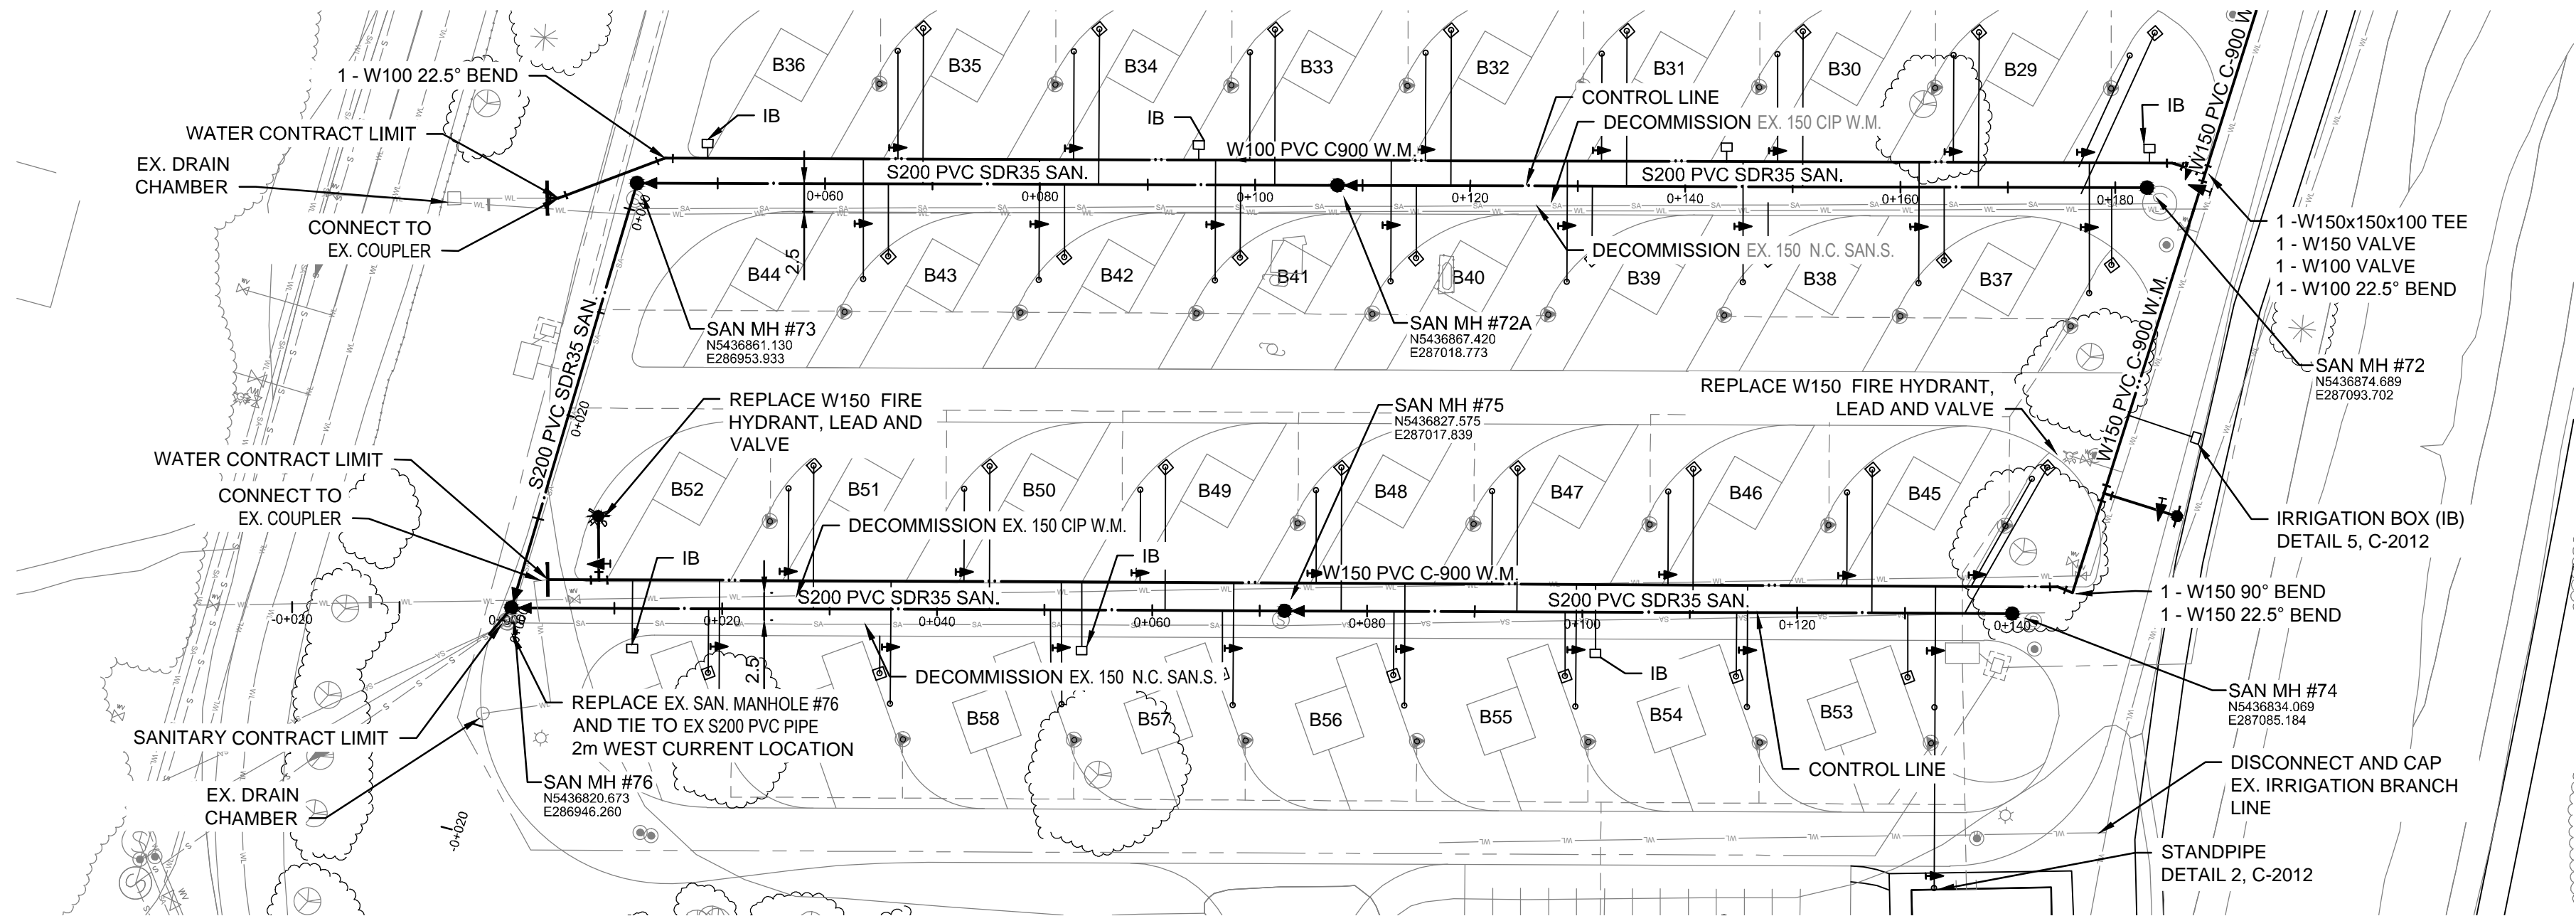 1 - W100 22.5° BEND
WATER CONTRACT LIMIT
EX. DRAIN
CHAMBER
CONNECT TO
EX. COUPLER
B36
B35
B34
B33
B32
B31
B30
B29
IB
IB
IB
CONTROL LINE
DECOMMISSION EX. 150 CIP W.M.
W100 PVC C900 W.M.
S200 PVC SDR35 SAN.
S200 PVC SDR35 SAN.
W150 PVC C-900 W
0+040
0+060
0+080
0+100
0+120
0+140
0+160
0+180
DECOMMISSION EX. 150 N.C. SAN.S.
B44
2.5
B43
B42
B41
B40
B39
B38
B37
1 -W150x150x100 TEE
1 - W150 VALVE
1 - W100 VALVE
1 - W100 22.5° BEND
SAN MH #73
N5436861.130
E286953.933
SAN MH #72A
N5436867.420
E287018.773
SAN MH #72
N5436874.689
E287093.702
S200 PVC SDR35 SAN.
0+020
W150 PVC C-900 W.M.
REPLACE W150 FIRE
HYDRANT, LEAD AND
VALVE
SAN MH #75
N5436827.575
E287017.839
REPLACE W150 FIRE HYDRANT,
LEAD AND VALVE
WATER CONTRACT LIMIT
CONNECT TO
EX. COUPLER
B52
B51
B50
B49
B48
B47
B46
B45
DECOMMISSION EX. 150 CIP W.M.
IB
IB
IRRIGATION BOX (IB)
DETAIL 5, C-2012
W150 PVC C-900 W.M.
S200 PVC SDR35 SAN.
S200 PVC SDR35 SAN.
1 - W150 90° BEND
1 - W150 22.5° BEND
-0+020
0+020
0+040
0+060
0+080
0+100
0+120
0+140
2.5
DECOMMISSION EX. 150 N.C. SAN.S.
IB
REPLACE EX. SAN. MANHOLE #76
AND TIE TO EX S200 PVC PIPE
2m WEST CURRENT LOCATION
SANITARY CONTRACT LIMIT
B58
B57
B56
B55
B54
B53
SAN MH #74
N5436834.069
E287085.184
SAN MH #76
N5436820.673
E286946.260
CONTROL LINE
EX. DRAIN
CHAMBER
-0+020
DISCONNECT AND CAP
EX. IRRIGATION BRANCH
LINE
STANDPIPE
DETAIL 2, C-2012